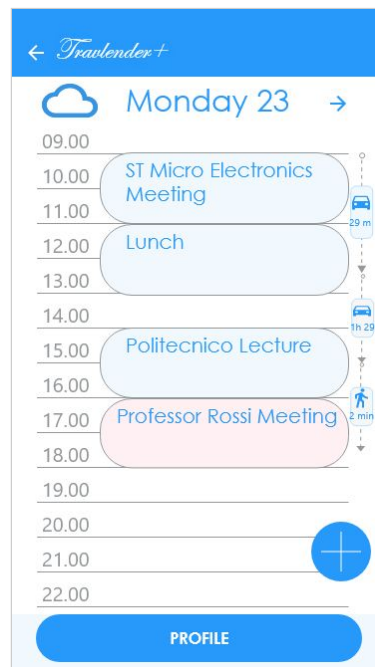 Travlender+
Monday 23
09.00
10.00
ST Micro Electronics
Meeting
11.00
29 m
12.00
Lunch
13.00
14.00
1h 29
15.00
Politecnico Lecture
16.00
17.00
Professor Rossi Meeting
2 min
18.00
19.00
20.00
21.00
22.00
PROFILE